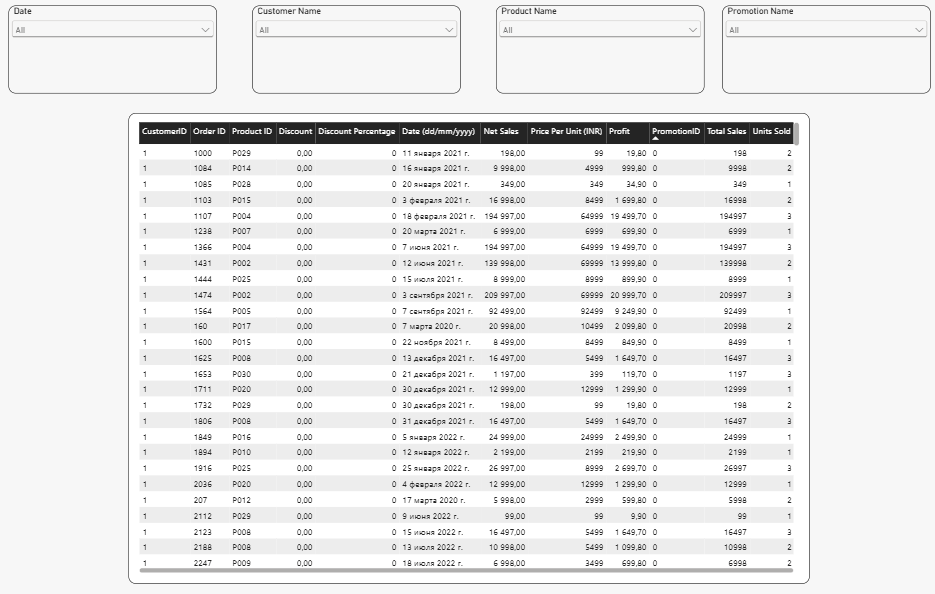 Date Customer Name Product Name Promotion Name
All All All All
CustomerID Order ID Product ID Discount Discount Percentage Date (dd/mm/yyyy) Net Sales Price Per Unit (INR) Profit PromotionID Total Sales Units Sold
1 1000 P029 0,00 0 11 января 2021 г. 198,00 99 19,80 0 198 2
1 1084 P014 0,00 0 16 января 2021 г. 9 998,00 4999 999,80 0 9998 2
1 1085 P028 0,00 0 20 января 2021 г. 349,00 349 34,90 0 349 1
1 1103 P015 0,00 0 3 февраля 2021 г. 16 998,00 8499 1 699,80 0 16998 2
1 1107 P004 0,00 0 18 февраля 2021 г. 194 997,00 64999 19 499,70 0 194997 3
1 1238 P007 0,00 0 20 марта 2021 г. 6 999,00 6999 699,90 0 6999 1
1 1366 P004 0,00 0 7 июня 2021 г. 194 997,00 64999 19 499,70 0 194997 3
1 1431 P002 0,00 0 12 июня 2021 г. 139 998,00 69999 13 999,80 0 139998 2
1 1444 P025 0,00 0 15 июля 2021 г. 8 999,00 8999 899,90 0 8999 1
1 1474 P002 0,00 0 3 сентября 2021 г. 209 997,00 69999 20 999,70 0 209997 3
1 1564 P005 0,00 0 7 сентября 2021 г. 92 499,00 92499 9 249,90 0 92499 1
1 160 P017 0,00 0 7 марта 2020 г. 20 998,00 10499 2 099,80 0 20998 2
1 1600 P015 0,00 0 22 ноября 2021 г. 8 499,00 8499 849,90 0 8499 1
1 1625 P008 0,00 0 13 декабря 2021 г. 16 497,00 5499 1 649,70 0 16497 3
1 1653 P030 0,00 0 21 декабря 2021 г. 1 197,00 399 119,70 0 1197 3
1 1711 P020 0,00 0 30 декабря 2021 г. 12 999,00 12999 1 299,90 0 12999 1
1 1732 P029 0,00 0 30 декабря 2021 г. 198,00 99 19,80 0 198 2
1 1806 P008 0,00 0 31 декабря 2021 г. 16 497,00 5499 1 649,70 0 16497 3
1 1849 P016 0,00 0 5 января 2022 г. 24 999,00 24999 2 499,90 0 24999 1
1 1894 P010 0,00 0 12 января 2022 г. 2 199,00 2199 219,90 0 2199 1
1 1916 P025 0,00 0 25 января 2022 г. 26 997,00 8999 2 699,70 0 26997 3
1 2036 P020 0,00 0 4 февраля 2022 г. 12 999,00 12999 1 299,90 0 12999 1
1 207 P012 0,00 0 17 марта 2020 г. 5 998,00 2999 599,80 0 5998 2
1 2112 P029 0,00 0 9 июня 2022 г. 99,00 99 9,90 0 99 1
1 2123 P008 0,00 0 15 июня 2022 г. 16 497,00 5499 1 649,70 0 16497 3
1 2188 P008 0,00 0 13 июля 2022 г. 10 998,00 5499 1 099,80 0 10998 2
1 2247 P009 0,00 0 18 июля 2022 г. 6 998,00 3499 699,80 0 6998 2